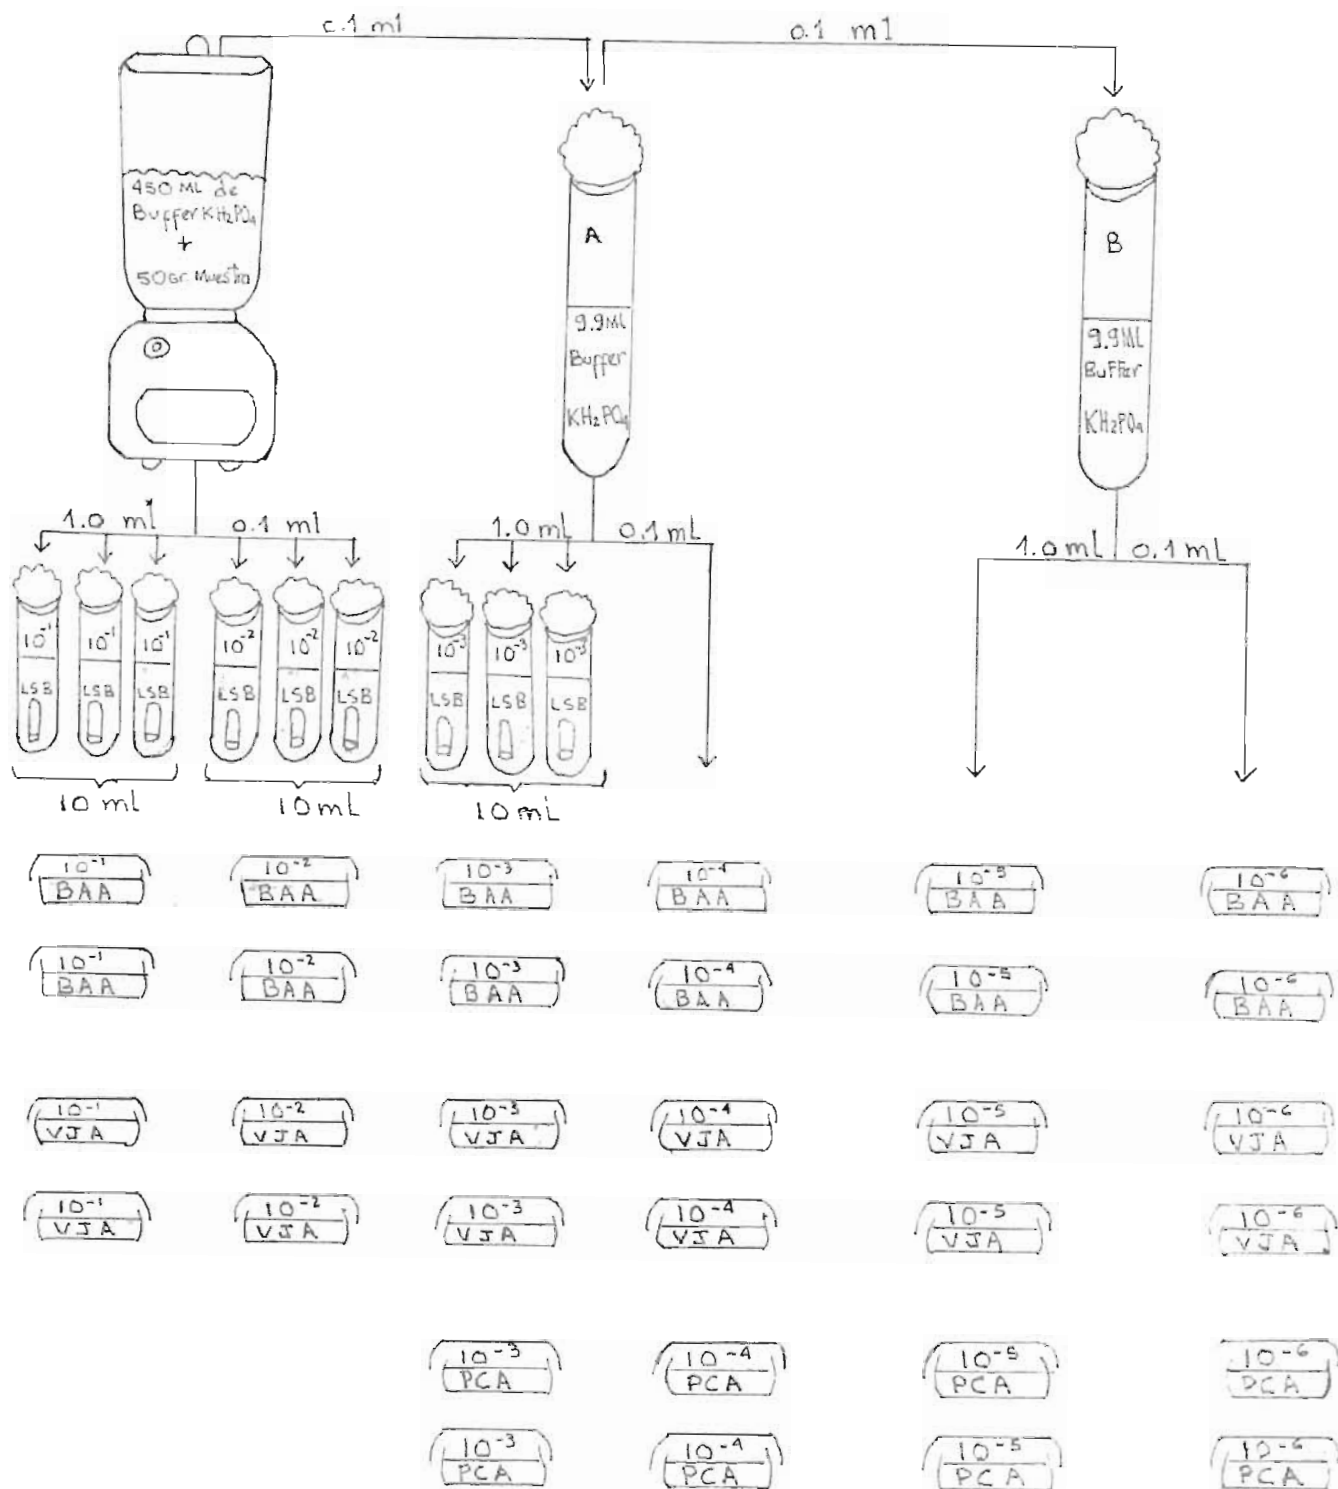 0.1 ml
0.1 ml
450 ML de
Buffer KH₂PO₄
+
50 Gr. Muestra
A
9.9 Ml
Buffer
KH₂PO₄
B
9.9 Ml
Buffer
KH₂PO₄
1.0 ml
0.1 ml
1.0 ml
0.1 ml
1.0 ml
0.1 ml
10⁻¹ 10⁻¹ 10⁻¹ 10⁻² 10⁻² 10⁻² 10⁻³ 10⁻³ 10⁻³
LSB LSB LSB LSB LSB LSB LSB LSB LSB
10 ml 10 ml 10 ml
10⁻¹ 10⁻² 10⁻³ 10⁻⁴ 10⁻⁵ 10⁻⁶
BAA BAA BAA BAA BAA BAA
10⁻¹ 10⁻² 10⁻³ 10⁻⁴ 10⁻⁵ 10⁻⁶
BAA BAA BAA BAA BAA BAA
10⁻¹ 10⁻² 10⁻³ 10⁻⁴ 10⁻⁵ 10⁻⁶
VJA VJA VJA VJA VJA VJA
10⁻¹ 10⁻² 10⁻³ 10⁻⁴ 10⁻⁵ 10⁻⁶
VJA VJA VJA VJA VJA VJA
10⁻³ 10⁻⁴ 10⁻⁵ 10⁻⁶
PCA PCA PCA PCA
10⁻³ 10⁻⁴ 10⁻⁵ 10⁻⁶
PCA PCA PCA PCA